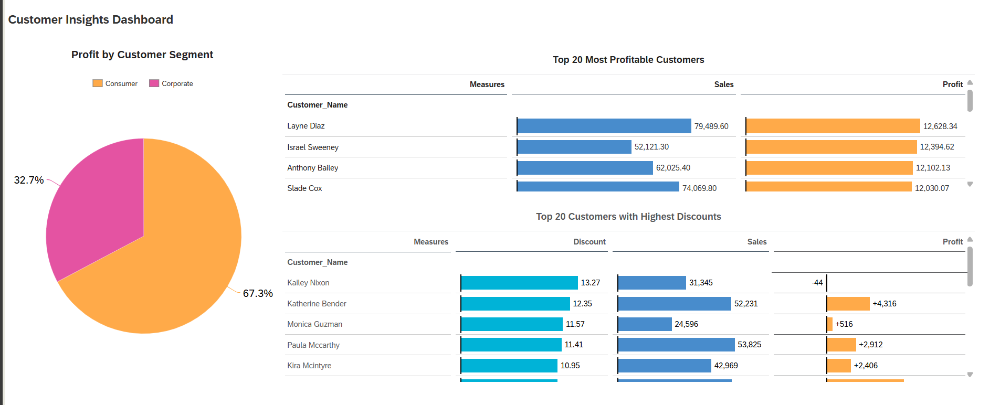 Customer Insights Dashboard
Profit by Customer Segment
Consumer Corporate
32.7%
67.3%
Top 20 Most Profitable Customers
Measures Sales Profit
Customer_Name
Layne Diaz 79,489.60 12,628.34
Israel Sweeney 52,121.30 12,394.62
Anthony Bailey 62,025.40 12,102.13
Slade Cox 74,069.80 12,030.07
Top 20 Customers with Highest Discounts
Measures Discount Sales Profit
Customer_Name
Kailey Nixon 13.27 31,345 -44
Katherine Bender 12.35 52,231 +4,316
Monica Guzman 11.57 24,596 +516
Paula Mccarthy 11.41 53,825 +2,912
Kira Mcintyre 10.95 42,969 +2,406